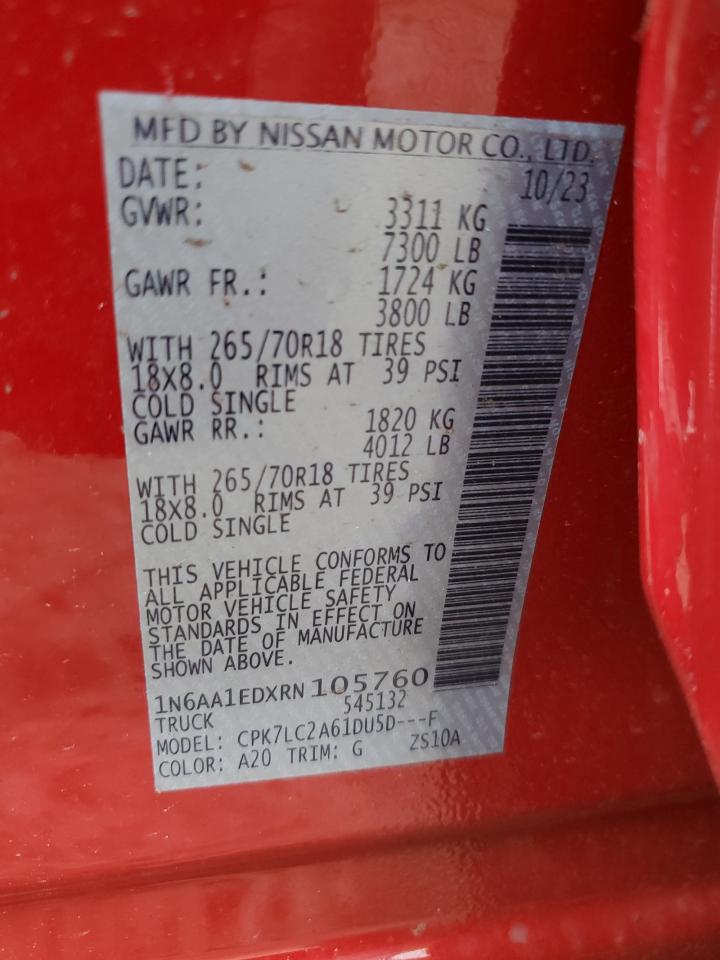 MFD BY NISSAN MOTOR CO., LTD.
DATE: 10/23
GVWR: 3311 KG
7300 LB
GAWR FR.: 1724 KG
3800 LB
WITH 265/70R18 TIRES
18X8.0 RIMS AT 39 PSI
COLD SINGLE
GAWR RR.: 1820 KG
4012 LB
WITH 265/70R18 TIRES
18X8.0 RIMS AT 39 PSI
COLD SINGLE
THIS VEHICLE CONFORMS TO
ALL APPLICABLE FEDERAL
MOTOR VEHICLE SAFETY
STANDARDS IN EFFECT ON
THE DATE OF MANUFACTURE
SHOWN ABOVE.
1N6AA1EDXRN105760
TRUCK 545132
MODEL: CPK7LC2A61DU5D---F
COLOR: A20 TRIM: G ZS10A